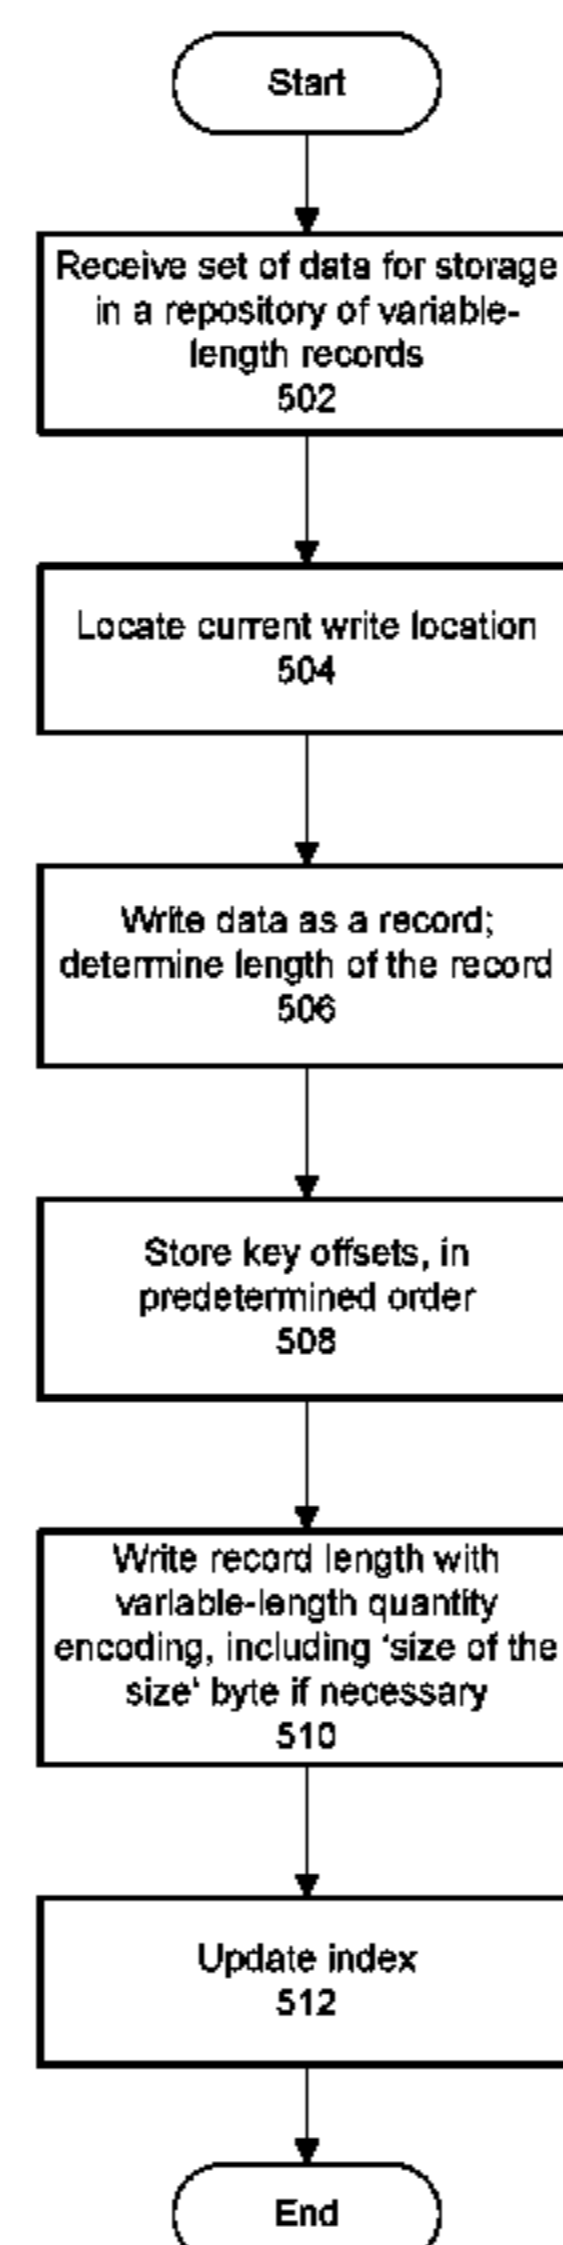 Start
Receive set of data for storage
in a repository of variable-
length records
502
Locate current write location
504
Write data as a record;
determine length of the record
506
Store key offsets, in
predetermined order
508
Write record length with
variable-length quantity
encoding, including 'size of the
size' byte if necessary
510
Update index
512
End